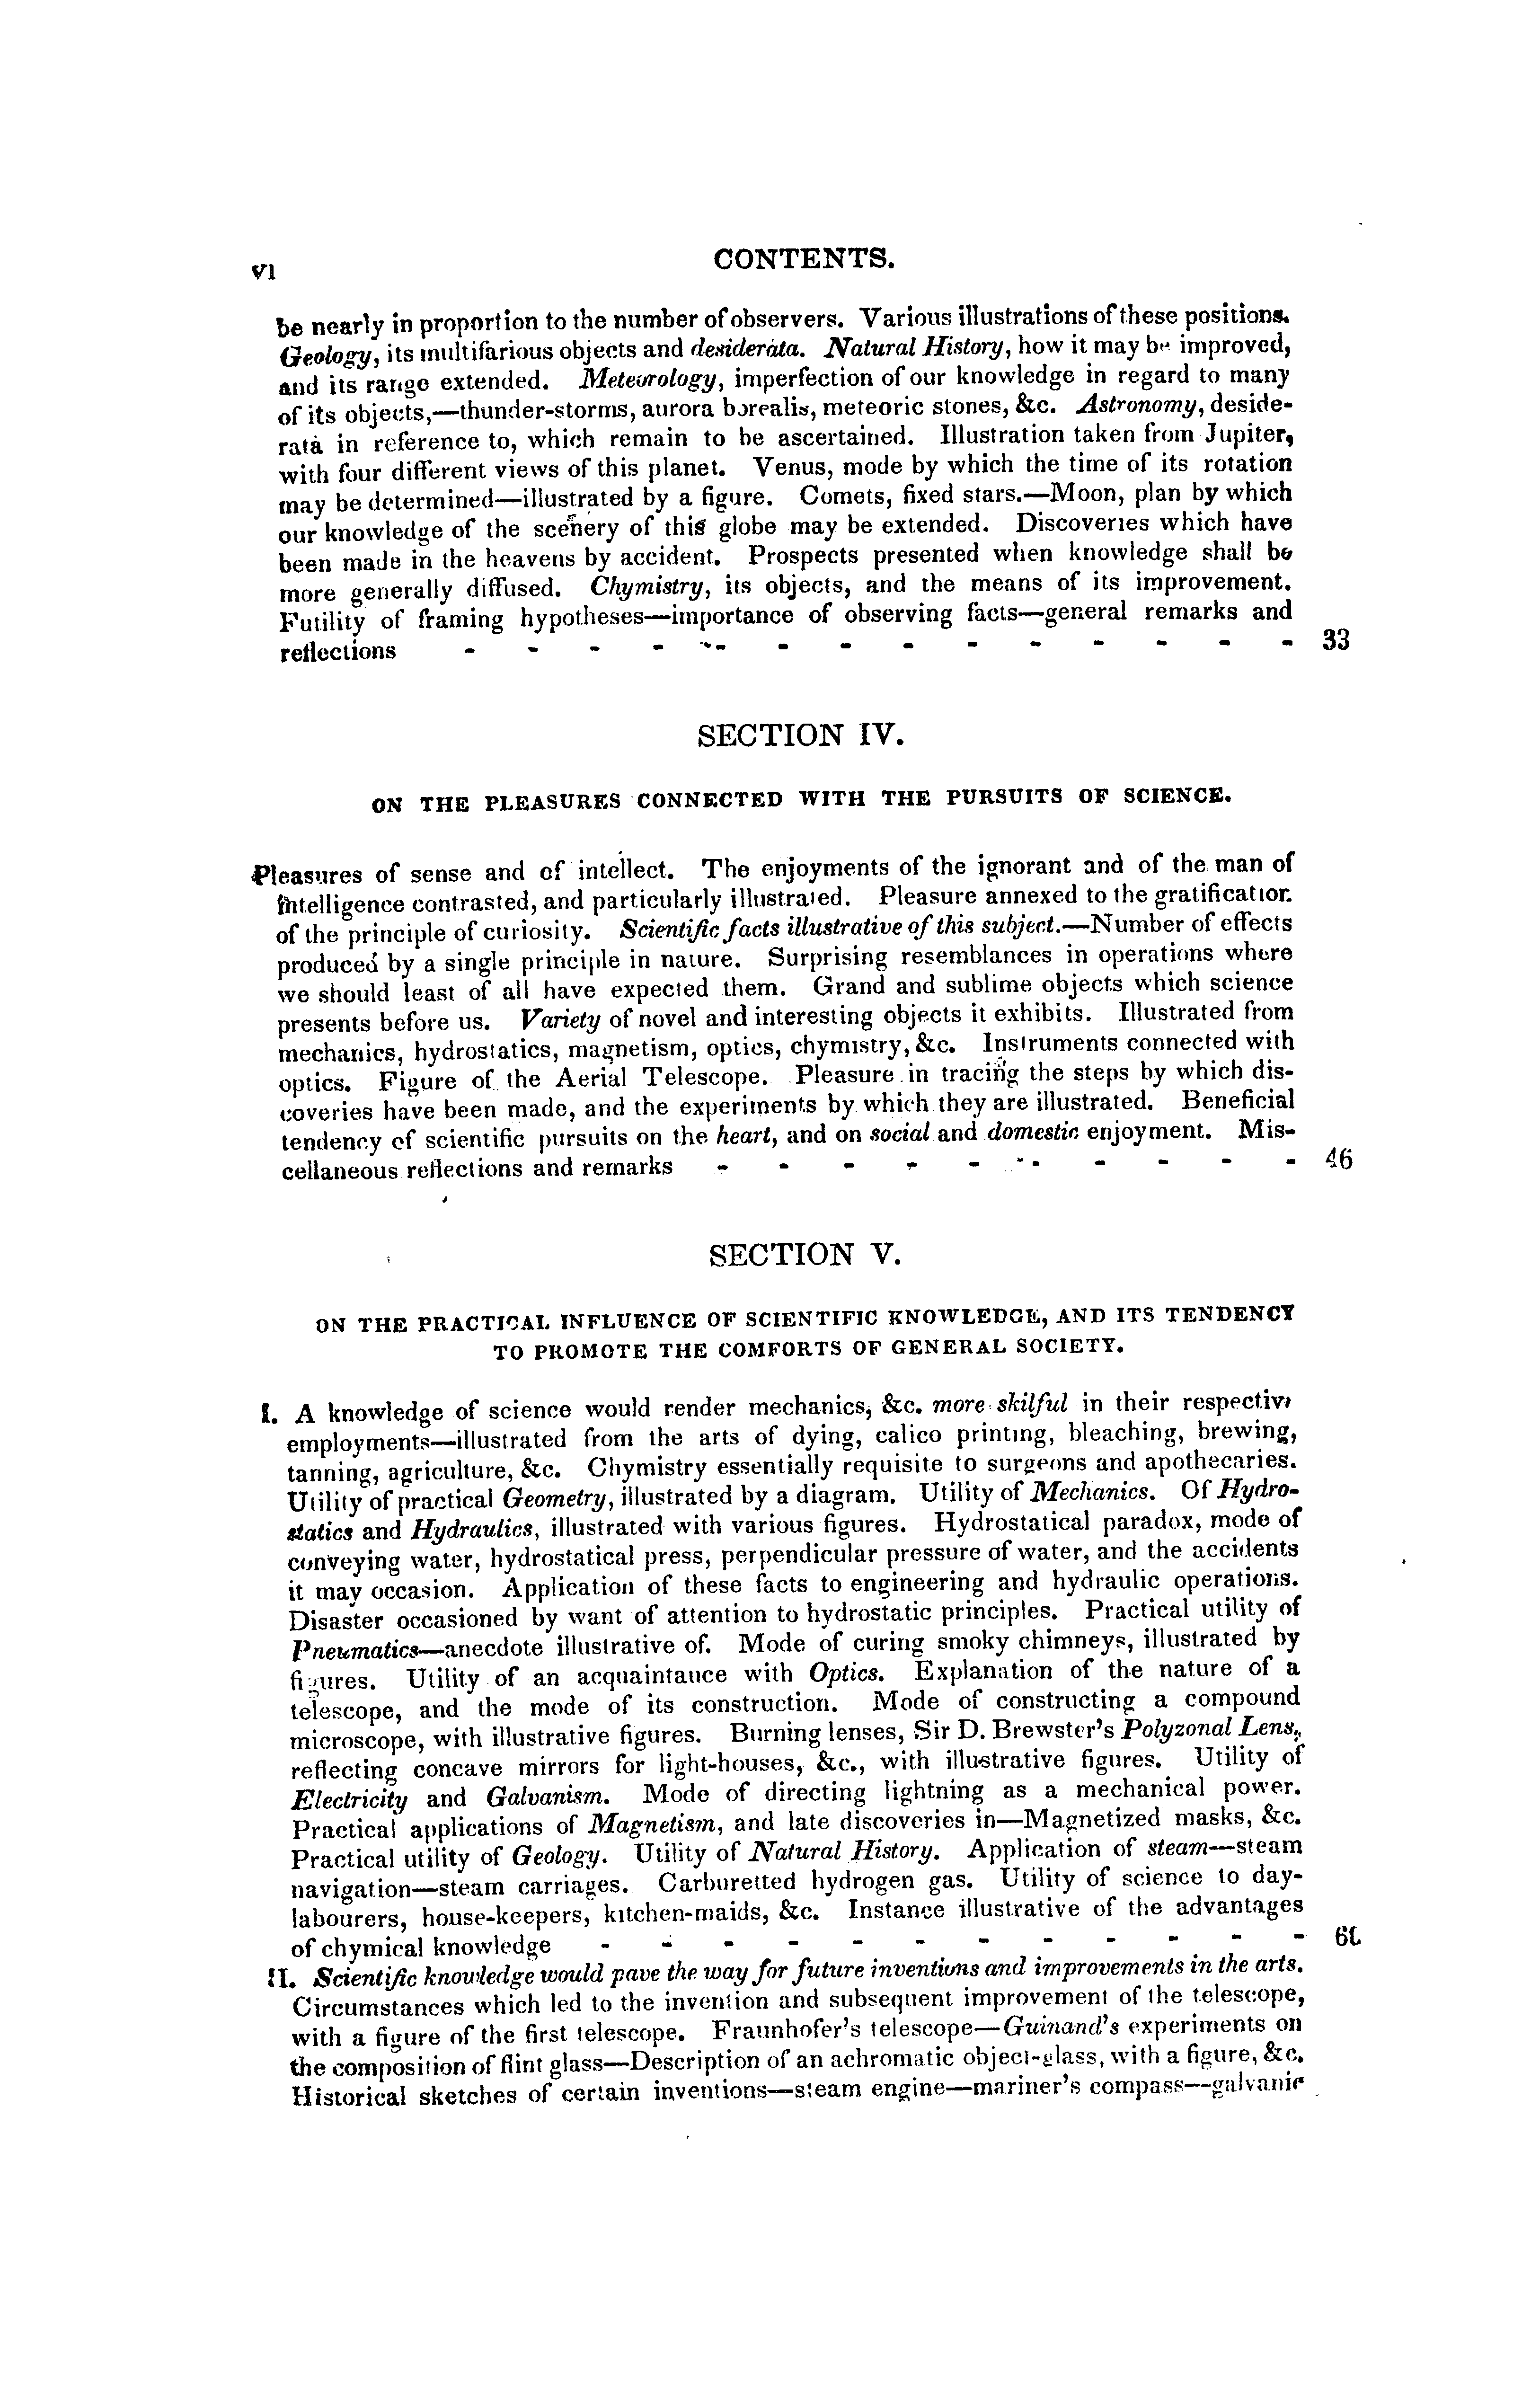 vi
CONTENTS.
be nearly in proportion to the number of observers. Various illustrations of these positions.
Geology, its multifarious objects and desiderata. Natural History, how it may be improved,
and its range extended. Meteorology, imperfection of our knowledge in regard to many
of its objects,—thunder-storms, aurora borealis, meteoric stones, &c. Astronomy, deside-
rata in reference to, which remain to be ascertained. Illustration taken from Jupiter,
with four different views of this planet. Venus, mode by which the time of its rotation
may be determined—illustrated by a figure. Comets, fixed stars.—Moon, plan by which
our knowledge of the scenery of this globe may be extended. Discoveries which have
been made in the heavens by accident. Prospects presented when knowledge shall be
more generally diffused. Chymistry, its objects, and the means of its improvement.
Futility of framing hypotheses—importance of observing facts—general remarks and
reflections - - - - - - - - - - - - - - 33
SECTION IV.
ON THE PLEASURES CONNECTED WITH THE PURSUITS OF SCIENCE.
Pleasures of sense and of intellect. The enjoyments of the ignorant and of the man of
intelligence contrasted, and particularly illustrated. Pleasure annexed to the gratification
of the principle of curiosity. Scientific facts illustrative of this subject.—Number of effects
produced by a single principle in nature. Surprising resemblances in operations where
we should least of all have expected them. Grand and sublime objects which science
presents before us. Variety of novel and interesting objects it exhibits. Illustrated from
mechanics, hydrostatics, magnetism, optics, chymistry, &c. Instruments connected with
optics. Figure of the Aerial Telescope. Pleasure in tracing the steps by which dis-
coveries have been made, and the experiments by which they are illustrated. Beneficial
tendency of scientific pursuits on the heart, and on social and domestic enjoyment. Mis-
cellaneous reflections and remarks - - - - - - - - - - 46
SECTION V.
ON THE PRACTICAL INFLUENCE OF SCIENTIFIC KNOWLEDGE, AND ITS TENDENCY
TO PROMOTE THE COMFORTS OF GENERAL SOCIETY.
I. A knowledge of science would render mechanics, &c. more skilful in their respective
employments—illustrated from the arts of dying, calico printing, bleaching, brewing,
tanning, agriculture, &c. Chymistry essentially requisite to surgeons and apothecaries.
Utility of practical Geometry, illustrated by a diagram. Utility of Mechanics. Of Hydro-
statics and Hydraulics, illustrated with various figures. Hydrostatical paradox, mode of
conveying water, hydrostatical press, perpendicular pressure of water, and the accidents
it may occasion. Application of these facts to engineering and hydraulic operations.
Disaster occasioned by want of attention to hydrostatic principles. Practical utility of
Pneumatics—anecdote illustrative of. Mode of curing smoky chimneys, illustrated by
figures. Utility of an acquaintance with Optics. Explanation of the nature of a
telescope, and the mode of its construction. Mode of constructing a compound
microscope, with illustrative figures. Burning lenses, Sir D. Brewster's Polyzonal Lens,
reflecting concave mirrors for light-houses, &c., with illustrative figures. Utility of
Electricity and Galvanism. Mode of directing lightning as a mechanical power.
Practical applications of Magnetism, and late discoveries in—Magnetized masks, &c.
Practical utility of Geology. Utility of Natural History. Application of steam—steam
navigation—steam carriages. Carburetted hydrogen gas. Utility of science to day-
labourers, house-keepers, kitchen-maids, &c. Instance illustrative of the advantages
of chymical knowledge - - - - - - - - - - - - 60
II. Scientific knowledge would pave the way for future inventions and improvements in the arts.
Circumstances which led to the invention and subsequent improvement of the telescope,
with a figure of the first telescope. Fraunhofer's telescope—Guinand's experiments on
the composition of flint glass—Description of an achromatic object-glass, with a figure, &c.
Historical sketches of certain inventions—steam engine—mariner's compass—galvanic